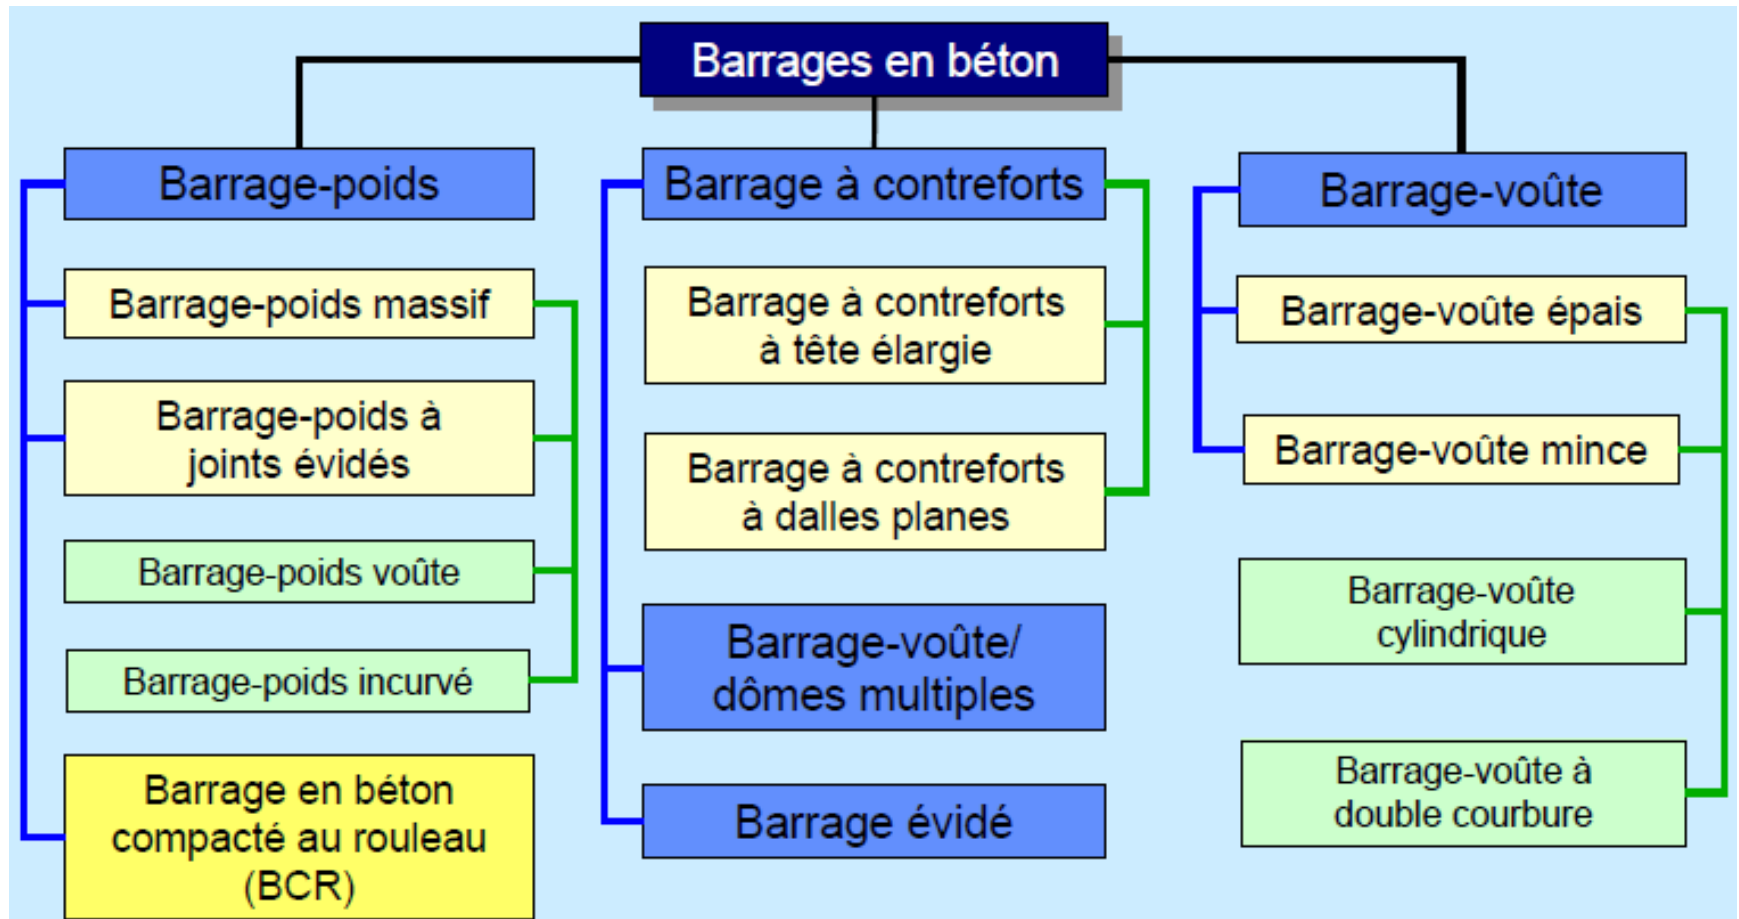 Barrages en béton
Barrage-poids
Barrage-poids massif
Barrage-poids à
joints évidés
Barrage-poids voûte
Barrage-poids incurvé
Barrage en béton
compacté au rouleau
(BCR)
Barrage à contreforts
Barrage à contreforts
à tête élargie
Barrage à contreforts
à dalles planes
Barrage-voûte/
dômes multiples
Barrage évidé
Barrage-voûte
Barrage-voûte épais
Barrage-voûte mince
Barrage-voûte
cylindrique
Barrage-voûte à
double courbure